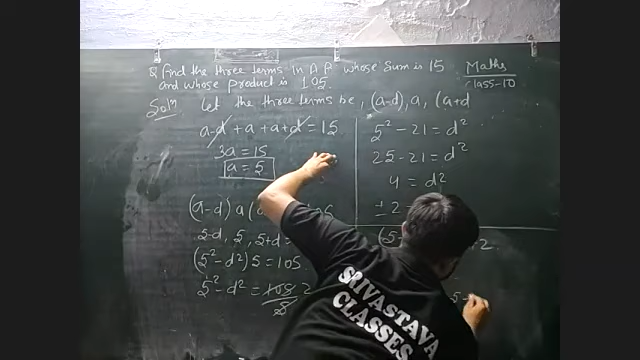 Q Find the three terms in A P whose sum is 15
and whose product is 105.
Maths
Class-10
Soln Let the three terms be, (a-d), a, (a+d
a-d + a + a+d = 15
3a = 15
a = 5
(a-d) a
5-d, 5, 5+d =
(5² - d²) 5 = 105
5² - d² = 105/5
5² - 21 = d²
25 - 21 = d²
4 = d²
± 2
SRIVASTAVA
CLASSES